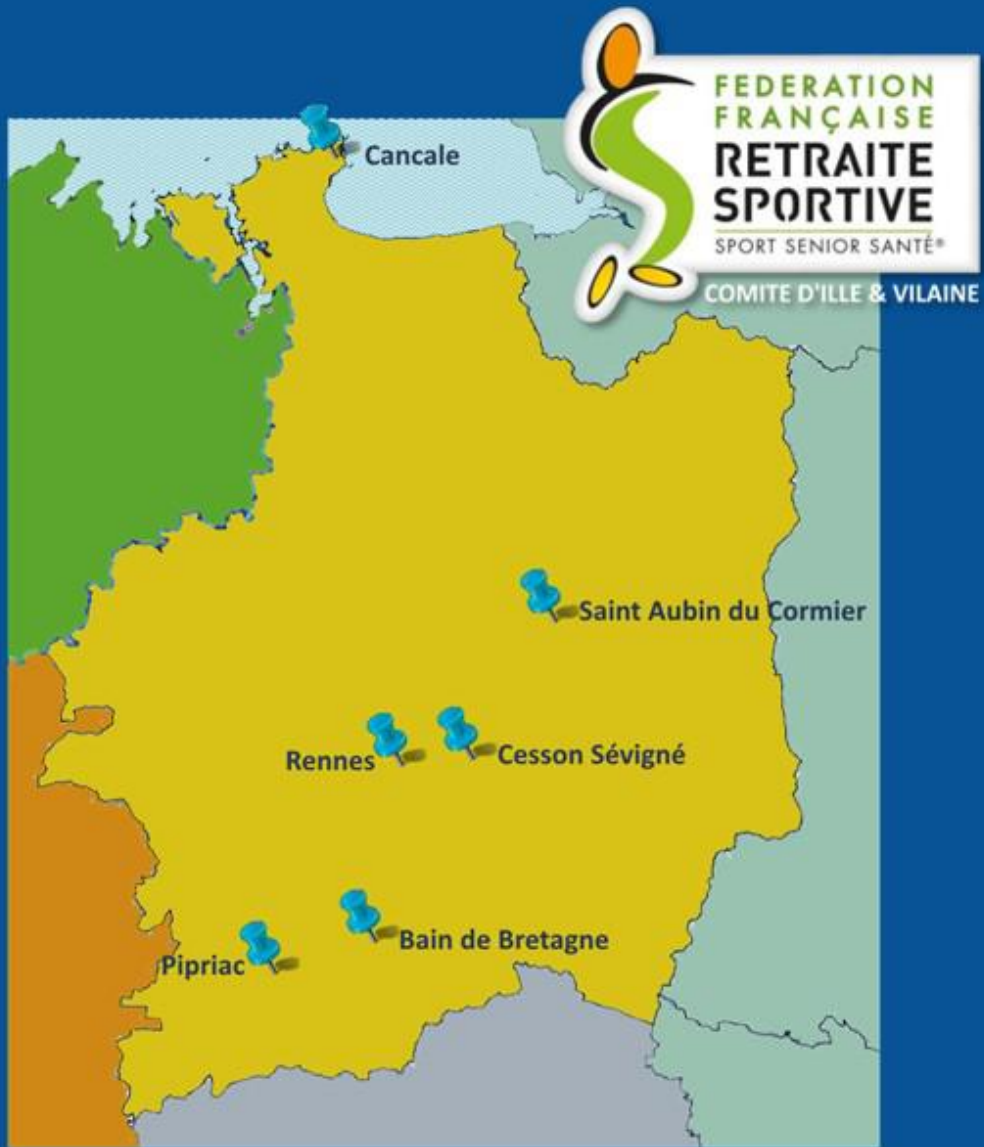 FEDERATION
FRANÇAISE
RETRAITE
SPORTIVE
SPORT SENIOR SANTÉ®
COMITE D'ILLE & VILAINE
Cancale
Saint Aubin du Cormier
Rennes
Cesson Sévigné
Bain de Bretagne
Pipriac